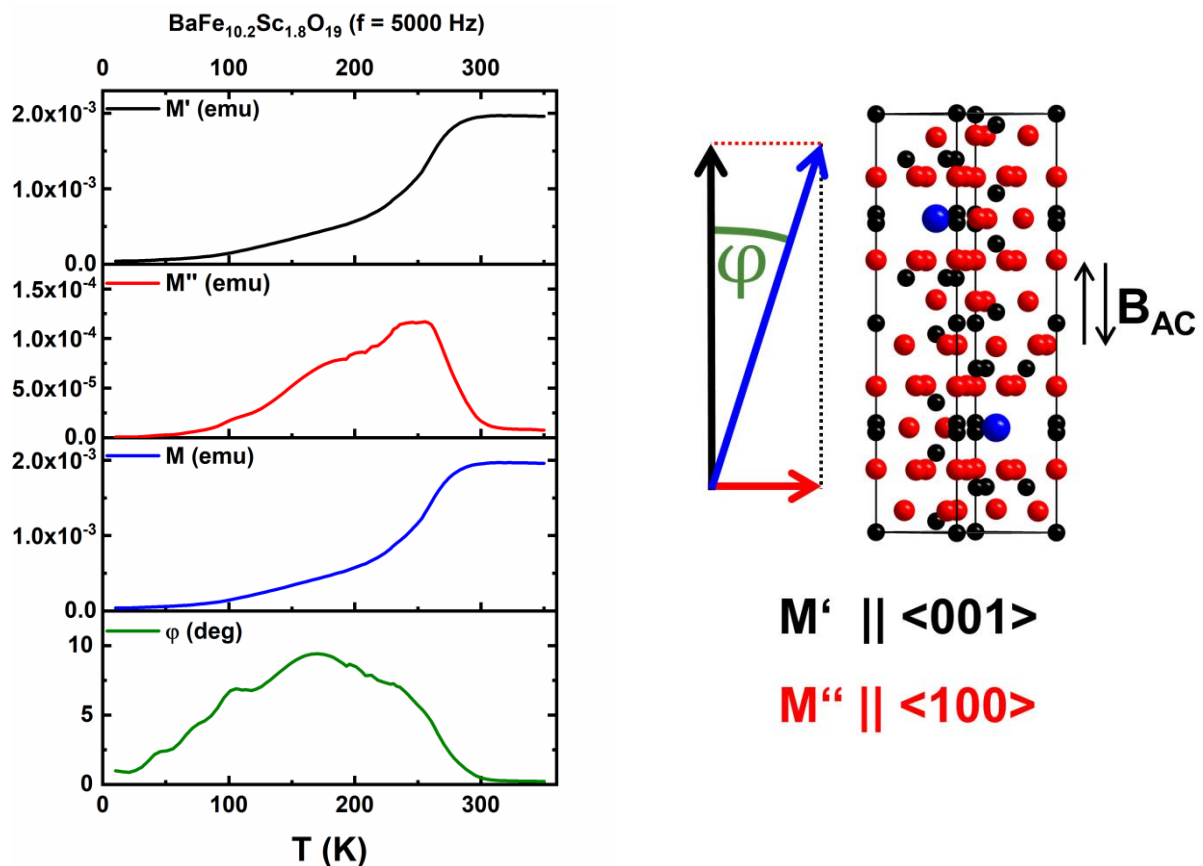 BaFe10.2Sc1.8O19 (f = 5000 Hz)
0 100 200 300
M' (emu)
2.0x10-3
1.0x10-3
0.0
M" (emu)
1.5x10-4
1.0x10-4
5.0x10-5
0.0
M (emu)
2.0x10-3
1.0x10-3
0.0
φ (deg)
10
5
0
0 100 200 300
T (K)
φ
BAC
M‘ || <001>
M“ || <100>